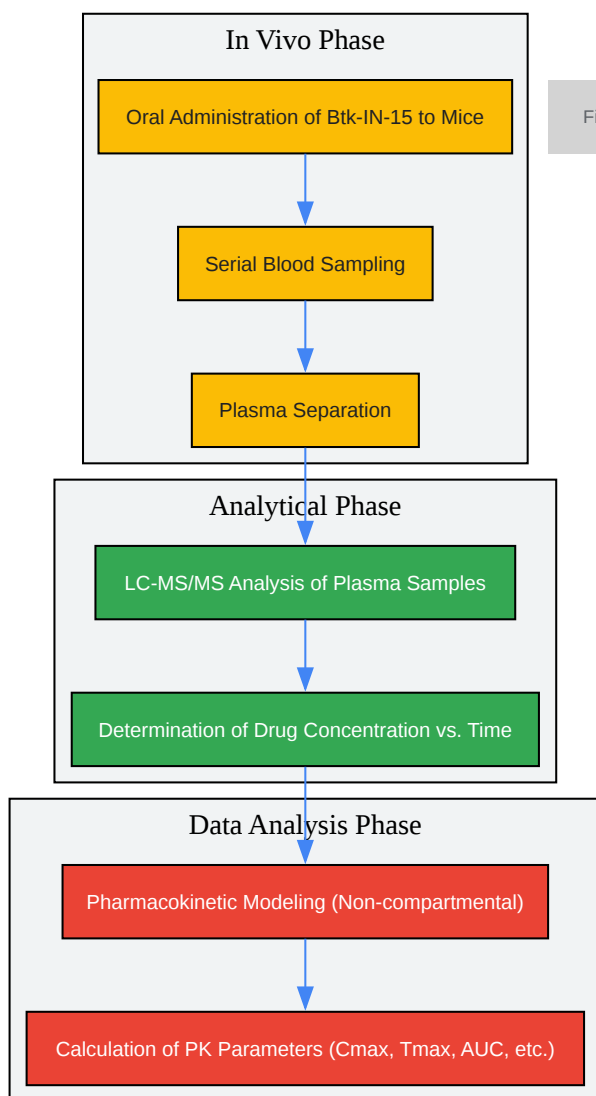 In Vivo Phase
Oral Administration of Btk-IN-15 to Mice
Serial Blood Sampling
Plasma Separation
Analytical Phase
LC-MS/MS Analysis of Plasma Samples
Determination of Drug Concentration vs. Time
Data Analysis Phase
Pharmacokinetic Modeling (Non-compartmental)
Calculation of PK Parameters (Cmax, Tmax, AUC, etc.)